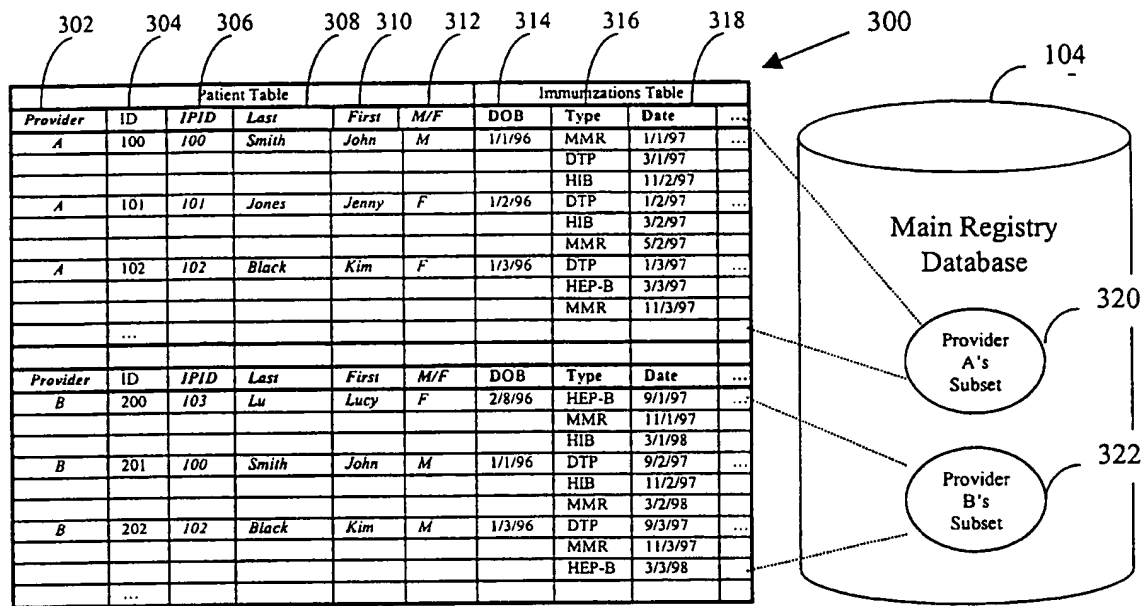 302 304 306 308 310 312 314 316 318 300
104
Patient Table Immunizations Table
Provider ID IPID Last First M/F DOB Type Date ...
A 100 100 Smith John M 1/1/96 MMR 1/1/97 ...
DTP 3/1/97
HIB 11/2/97
A 101 101 Jones Jenny F 1/2/96 DTP 1/2/97 ...
HIB 3/2/97
MMR 5/2/97
A 102 102 Black Kim F 1/3/96 DTP 1/3/97 ...
HEP-B 3/3/97
MMR 11/3/97
...
Provider ID IPID Last First M/F DOB Type Date ...
B 200 103 Lu Lucy F 2/8/96 HEP-B 9/1/97 ...
MMR 11/1/97
HIB 3/1/98
B 201 100 Smith John M 1/1/96 DTP 9/2/97 ...
HIB 11/2/97
MMR 3/2/98
B 202 102 Black Kim M 1/3/96 DTP 9/3/97 ...
MMR 11/3/97
HEP-B 3/3/98
...
Main Registry
Database
320
Provider
A's
Subset
322
Provider
B's
Subset